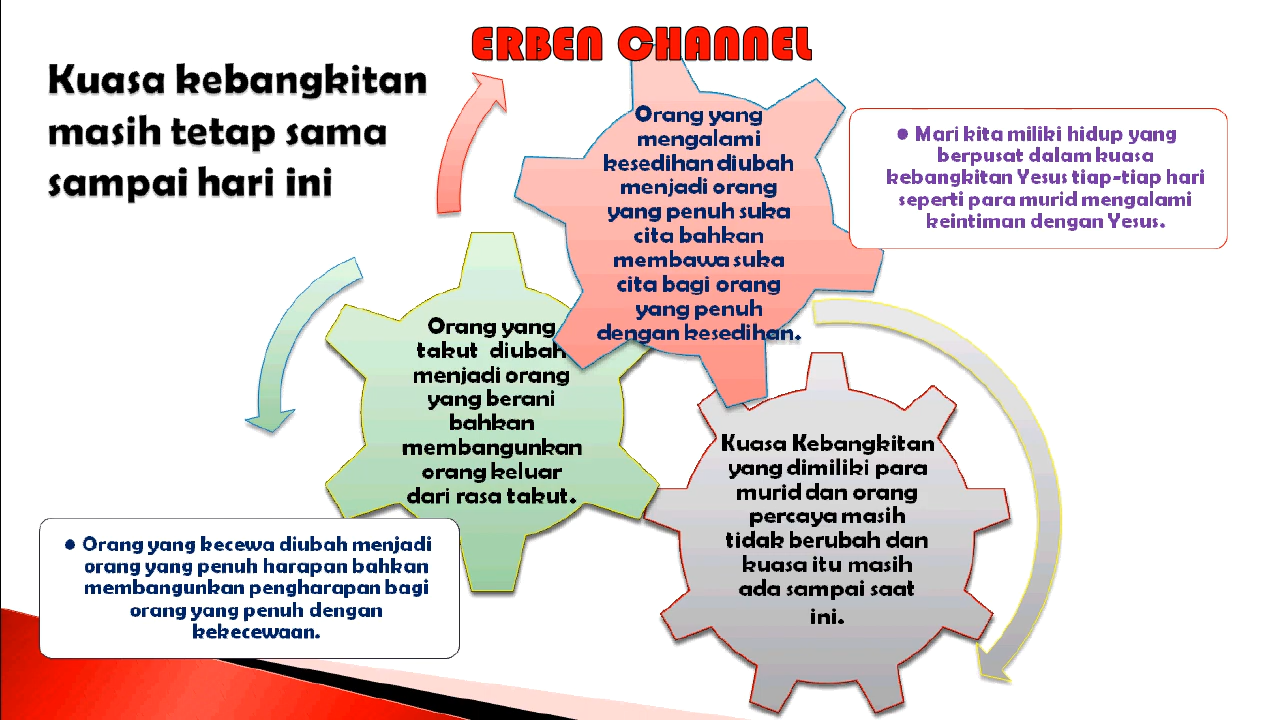 ERBEN CHANNEL
Kuasa kebangkitan
masih tetap sama
sampai hari ini
Orang yang
mengalami
kesedihan diubah
menjadi orang
yang penuh suka
cita bahkan
membawa suka
cita bagi orang
yang penuh
dengan kesedihan.
• Mari kita miliki hidup yang
berpusat dalam kuasa
kebangkitan Yesus tiap-tiap hari
seperti para murid mengalami
keintiman dengan Yesus.
Orang yang
takut diubah
menjadi orang
yang berani
bahkan
membangunkan
orang keluar
dari rasa takut.
Kuasa Kebangkitan
yang dimiliki para
murid dan orang
percaya masih
tidak berubah dan
kuasa itu masih
ada sampai saat
ini.
• Orang yang kecewa diubah menjadi
orang yang penuh harapan bahkan
membangunkan pengharapan bagi
orang yang penuh dengan
kekecewaan.